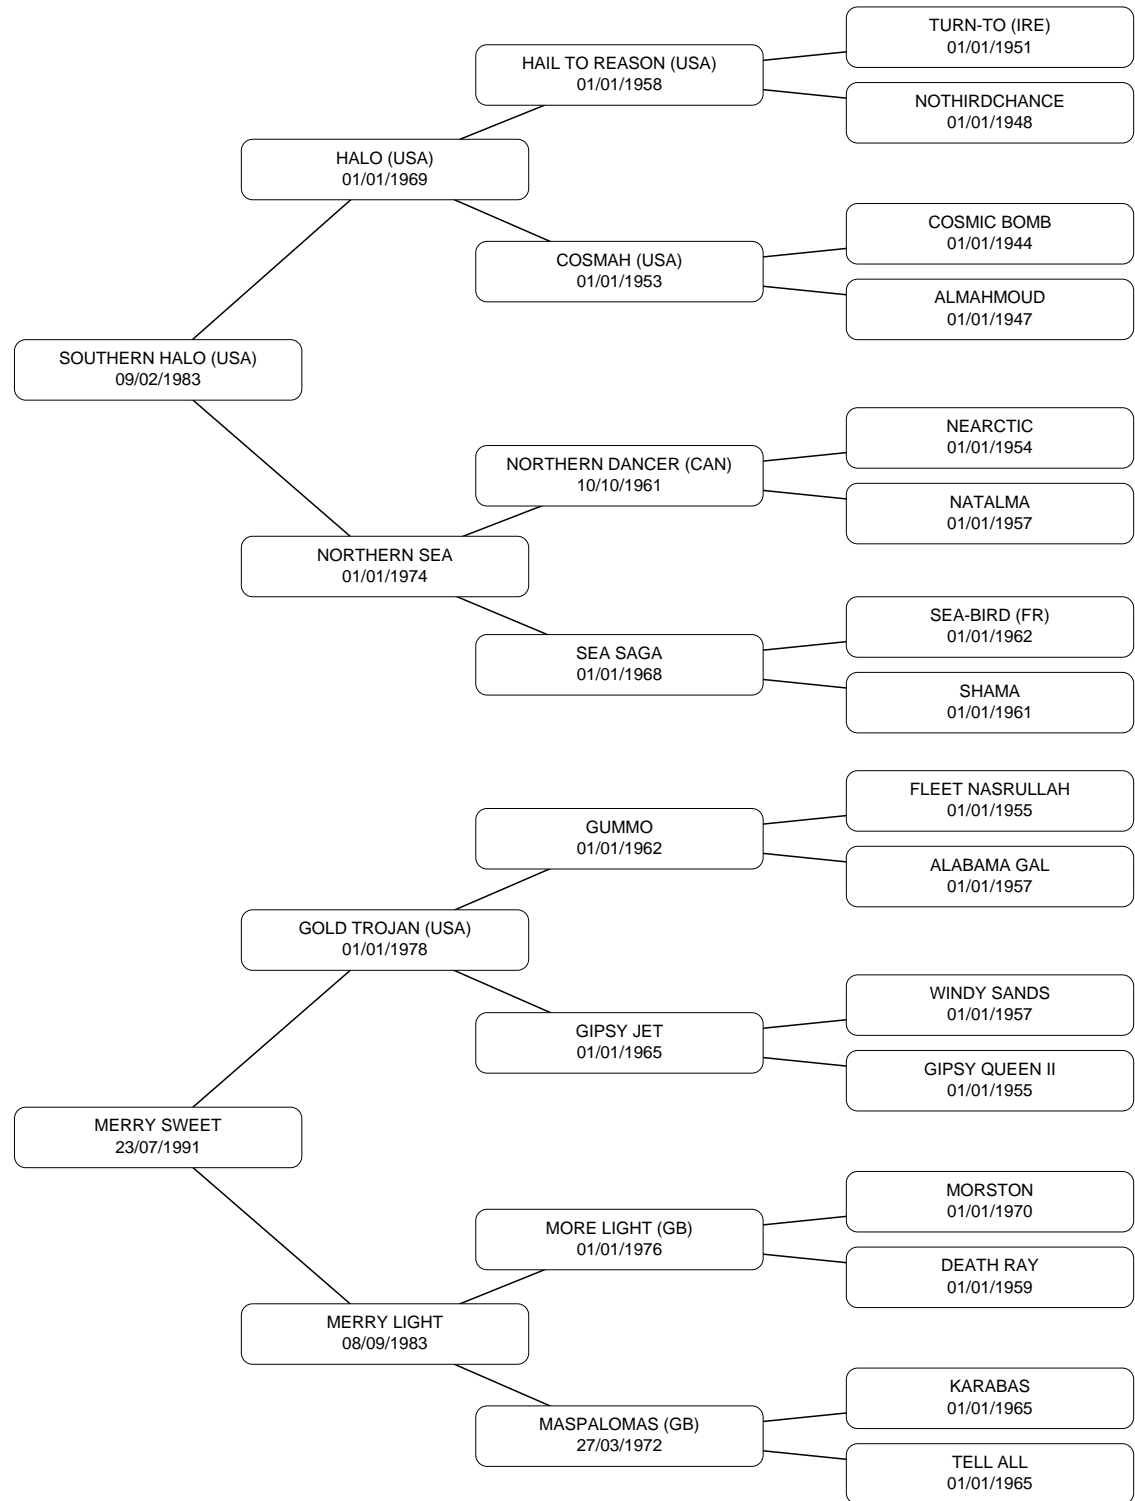 TURN-TO (IRE)
01/01/1951
HAIL TO REASON (USA)
01/01/1958
NOTHIRDCHANCE
01/01/1948
HALO (USA)
01/01/1969
COSMIC BOMB
01/01/1944
COSMAH (USA)
01/01/1953
ALMAHMOUD
01/01/1947
SOUTHERN HALO (USA)
09/02/1983
NEARCTIC
01/01/1954
NORTHERN DANCER (CAN)
10/10/1961
NATALMA
01/01/1957
NORTHERN SEA
01/01/1974
SEA-BIRD (FR)
01/01/1962
SEA SAGA
01/01/1968
SHAMA
01/01/1961
FLEET NASRULLAH
01/01/1955
GUMMO
01/01/1962
ALABAMA GAL
01/01/1957
GOLD TROJAN (USA)
01/01/1978
WINDY SANDS
01/01/1957
GIPSY JET
01/01/1965
GIPSY QUEEN II
01/01/1955
MERRY SWEET
23/07/1991
MORSTON
01/01/1970
MORE LIGHT (GB)
01/01/1976
DEATH RAY
01/01/1959
MERRY LIGHT
08/09/1983
KARABAS
01/01/1965
MASPALOMAS (GB)
27/03/1972
TELL ALL
01/01/1965